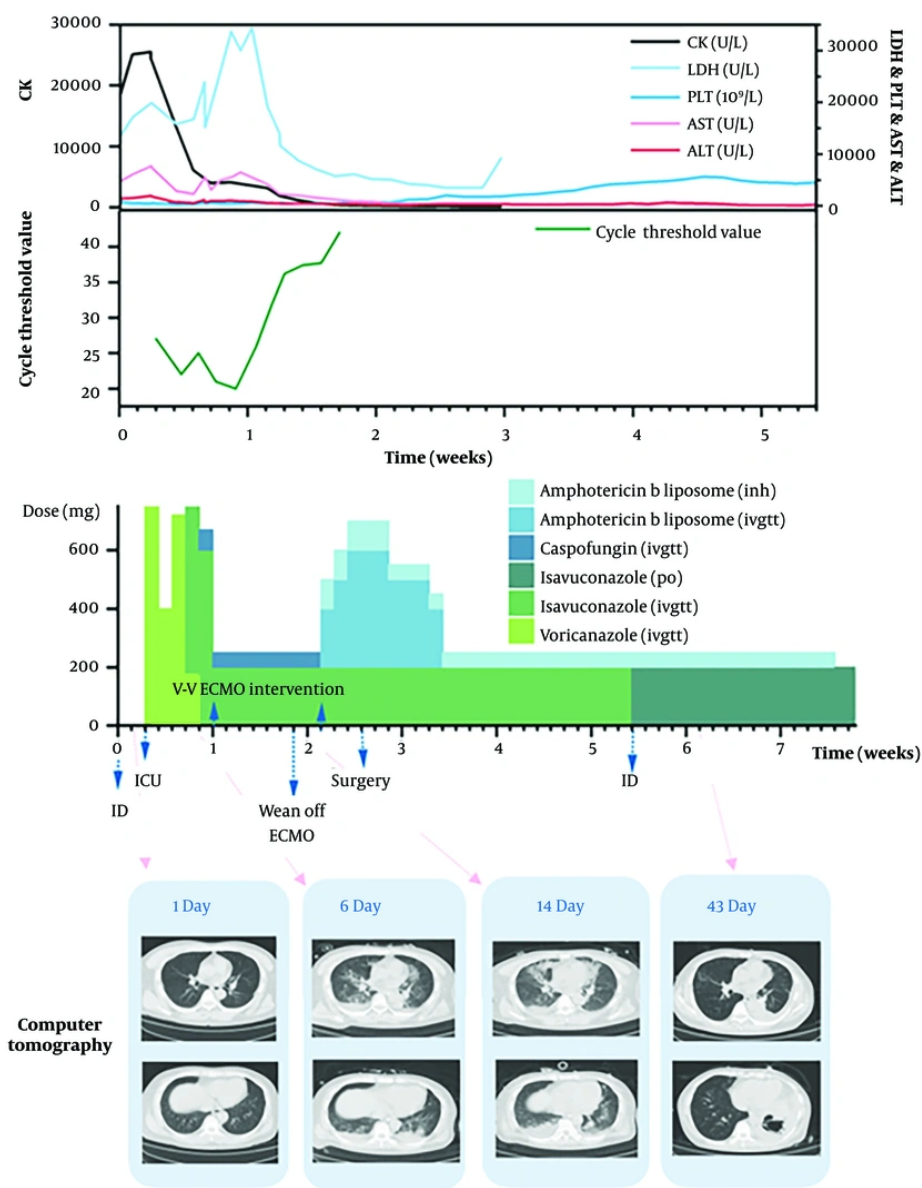 30000
20000
10000
0
CK
CK (U/L)
LDH (U/L)
PLT (10⁹/L)
AST (U/L)
ALT (U/L)
30000
20000
10000
0
LDH & PLT & AST & ALT
Cycle threshold value
40
35
30
25
20
Cycle threshold value
0 1 2 3 4 5
Time (weeks)
Dose (mg)
600
400
200
0
Amphotericin b liposome (inh)
Amphotericin b liposome (ivgtt)
Caspofungin (ivgtt)
Isavuconazole (po)
Isavuconazole (ivgtt)
Voricanazole (ivgtt)
V-V ECMO intervention
0 1 2 3 4 5 6 7
Time (weeks)
ICU
Surgery
ID
ID
Wean off
ECMO
1 Day
6 Day
14 Day
43 Day
Computer
tomography